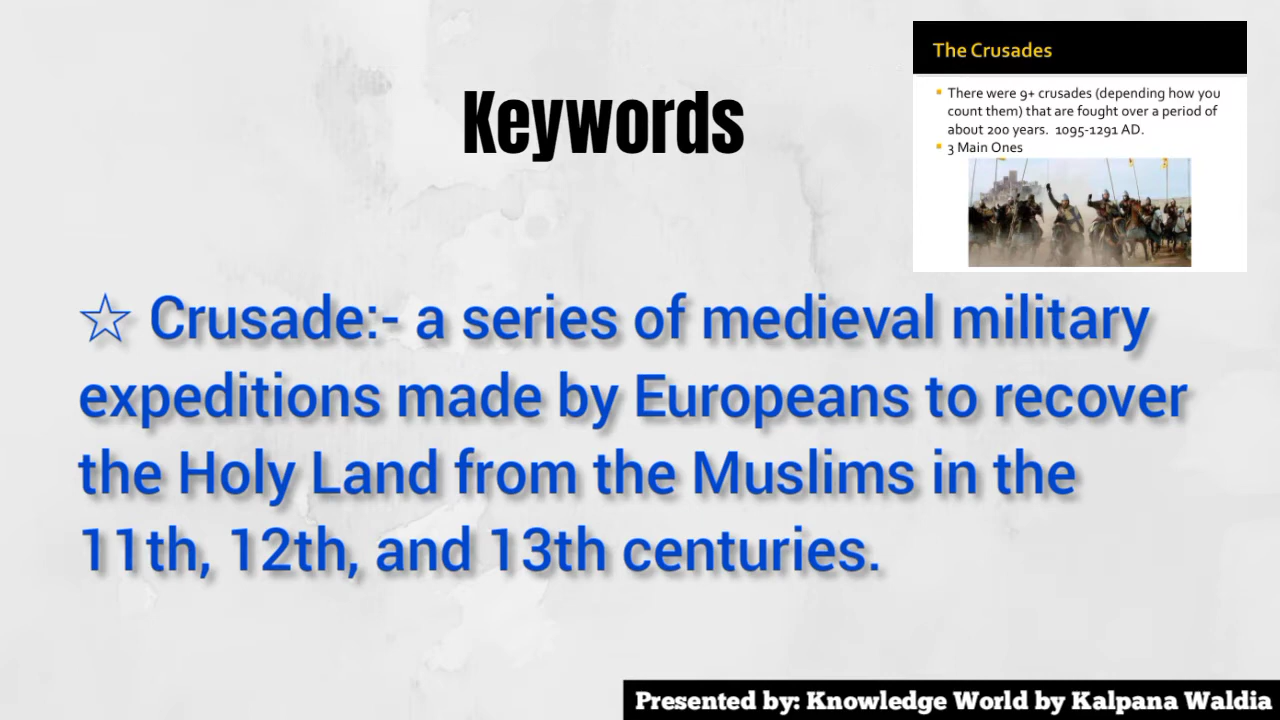 The Crusades
▪ There were 9+ crusades (depending how you
count them) that are fought over a period of
about 200 years. 1095-1291 AD.
▪ 3 Main Ones
Keywords
☆ Crusade:- a series of medieval military
expeditions made by Europeans to recover
the Holy Land from the Muslims in the
11th, 12th, and 13th centuries.
Presented by: Knowledge World by Kalpana Waldia